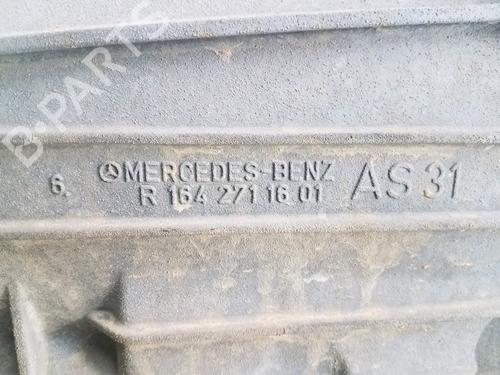 B-PARTS
6. MERCEDES-BENZ AS 31
R 164 271 16 01